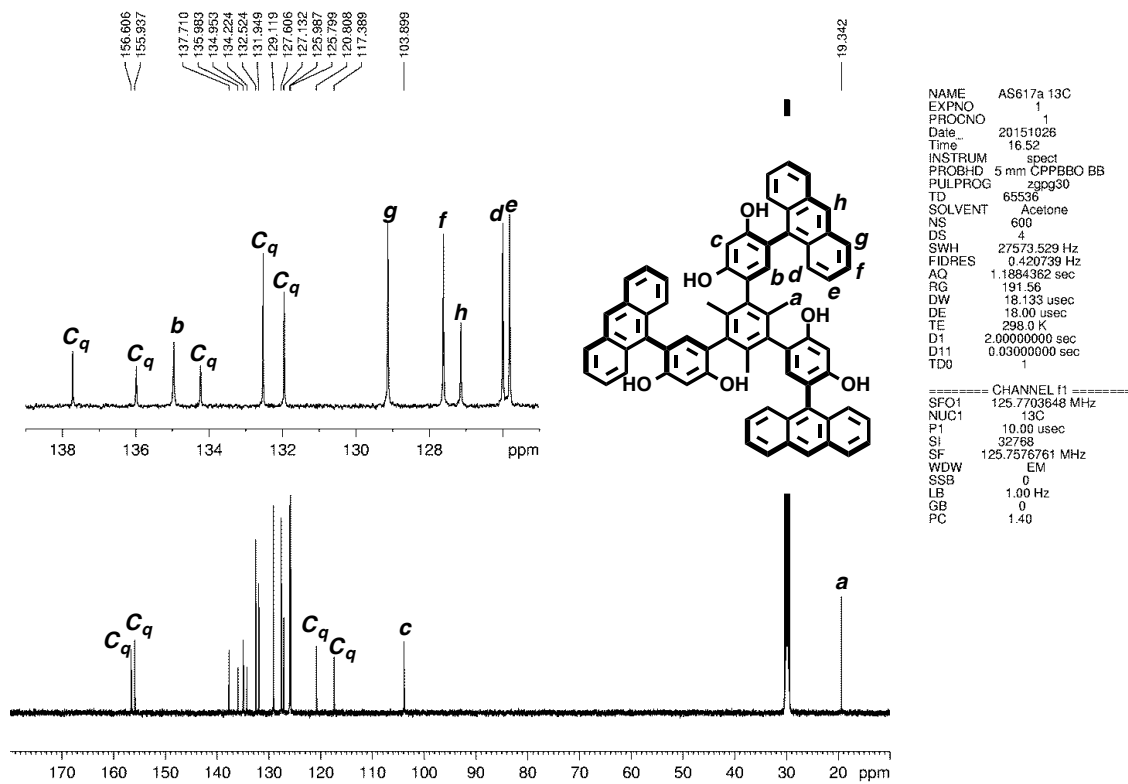 156.606
155.937
137.710
135.983
134.953
134.224
132.524
131.949
129.119
127.606
127.132
125.987
125.799
120.808
117.389
103.899
19.342
NAME AS617a 13C
EXPNO 1
PROCNO 1
Date_ 20151026
Time 16.52
INSTRUM spect
PROBHD 5 mm CPPBBO BB
PULPROG zgpg30
TD 65536
SOLVENT Acetone
NS 600
DS 4
SWH 27573.529 Hz
FIDRES 0.420739 Hz
AQ 1.1884362 sec
RG 191.56
DW 18.133 usec
DE 18.00 usec
TE 298.0 K
D1 2.00000000 sec
D11 0.03000000 sec
TD0 1
======== CHANNEL f1 ========
SFO1 125.7703648 MHz
NUC1 13C
P1 10.00 usec
SI 32768
SF 125.7576761 MHz
WDW EM
SSB 0
LB 1.00 Hz
GB 0
PC 1.40
Cq Cq b Cq Cq Cq g f h d e
138 136 134 132 130 128 ppm
OH h
c g
HO b d f
a e
OH
HO OH OH
Cq Cq Cq Cq c a
170 160 150 140 130 120 110 100 90 80 70 60 50 40 30 20 ppm